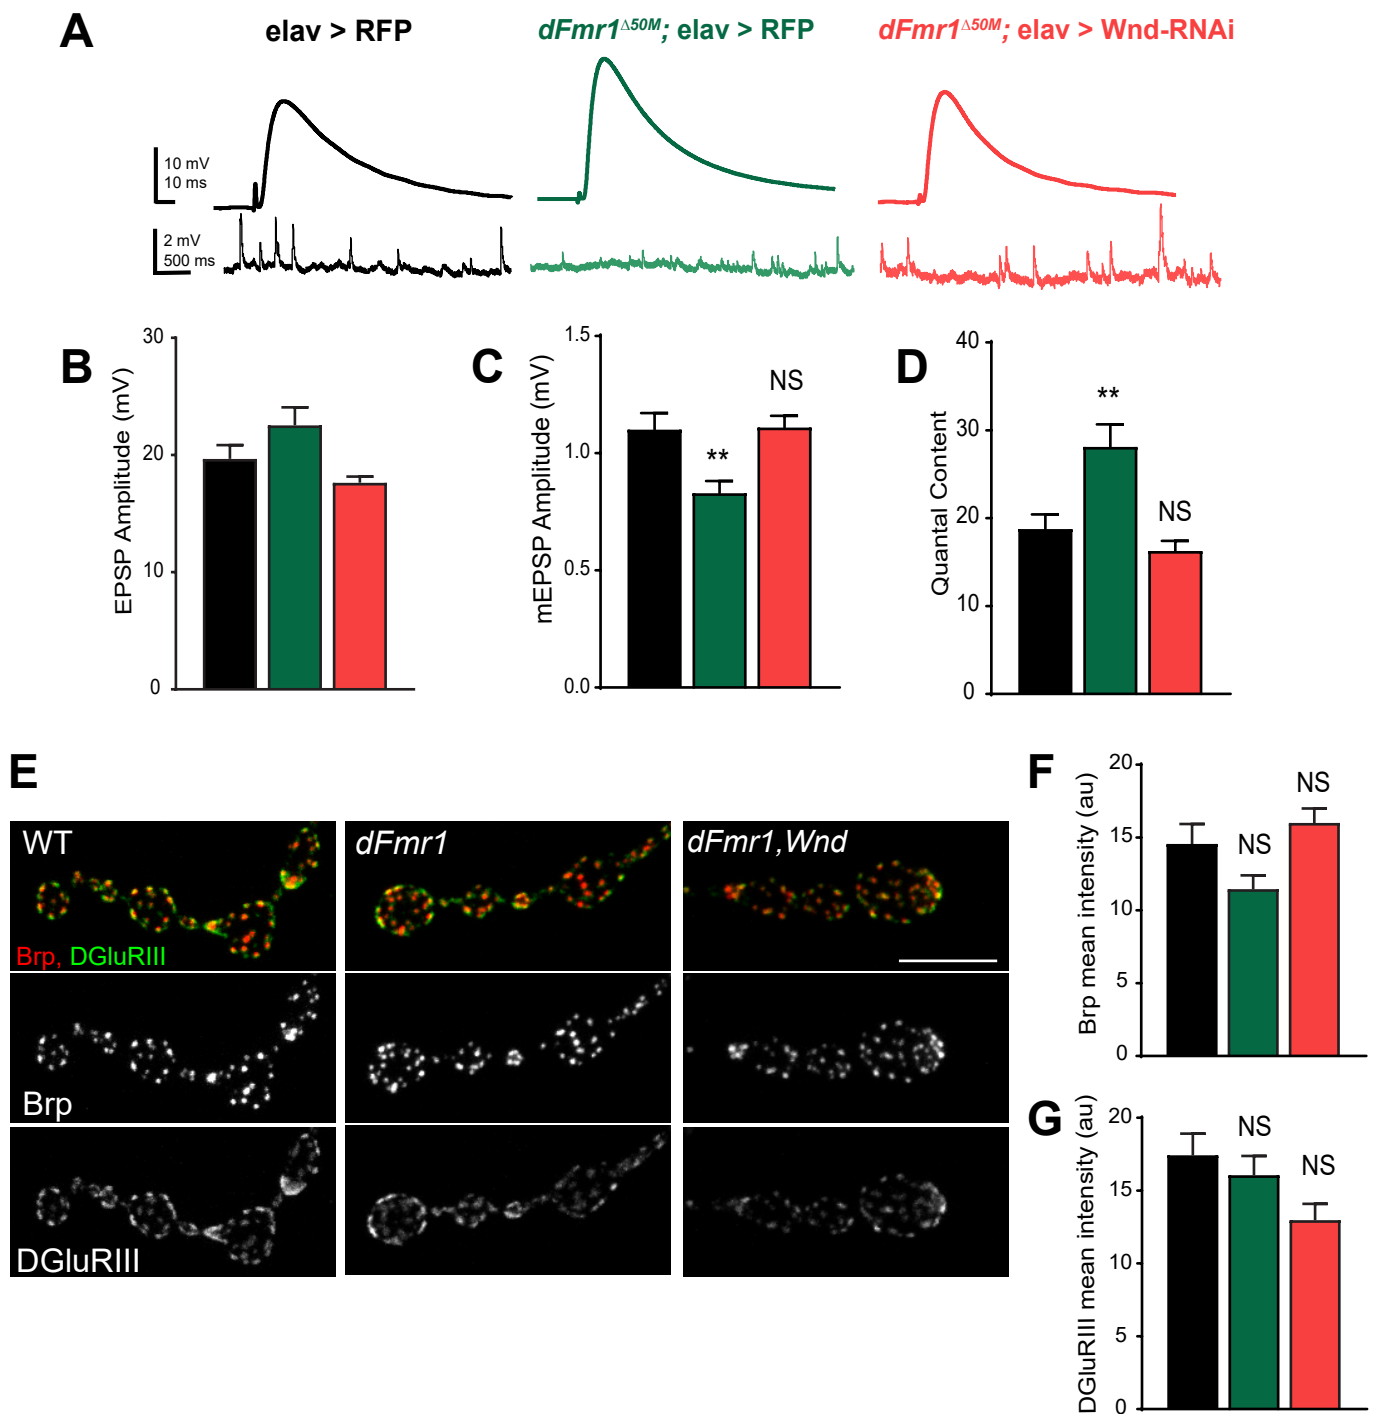 A
elav > RFP
dFmr1Δ50M; elav > RFP
dFmr1Δ50M; elav > Wnd-RNAi
10 mV
10 ms
2 mV
500 ms
B
EPSP Amplitude (mV)
30
20
10
0
C
mEPSP Amplitude (mV)
1.5
1.0
0.5
0.0
**
NS
D
Quantal Content
40
30
20
10
0
**
NS
E
WT
dFmr1
dFmr1,Wnd
Brp, DGluRIII
Brp
DGluRIII
F
Brp mean intensity (au)
20
15
10
5
0
NS
NS
G
DGluRIII mean intensity (au)
20
15
10
5
0
NS
NS